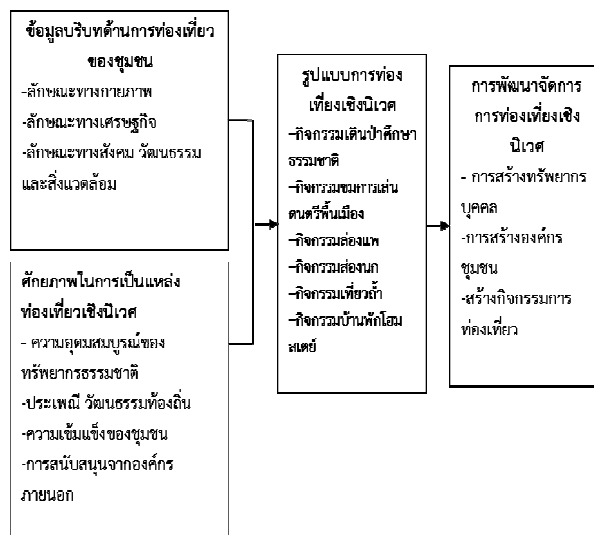 ข้อมูลบริบทด้านการท่องเที่ยว
ของชุมชน
-ลักษณะทางกายภาพ
-ลักษณะทางเศรษฐกิจ
-ลักษณะทางสังคม วัฒนธรรม
และสิ่งแวดล้อม
ศักยภาพในการเป็นแหล่ง
ท่องเที่ยวเชิงนิเวศ
- ความอุดมสมบูรณ์ของ
ทรัพยากรธรรมชาติ
-ประเพณี วัฒนธรรมท้องถิ่น
-ความเข้มแข็งของชุมชน
-การสนับสนุนจากองค์กร
ภายนอก
รูปแบบการท่อง
เที่ยงเชิงนิเวศ
-กิจกรรมเดินป่าศึกษา
ธรรมชาติ
-กิจกรรมชมการเล่น
ดนตรีพื้นเมือง
-กิจกรรมล่องแพ
-กิจกรรมส่องนก
-กิจกรรมเที่ยวถ้ำ
-กิจกรรมบ้านพักโฮม
สเตย์
การพัฒนาจัดการ
การท่องเที่ยงเชิง
นิเวศ
- การสร้างทรัพยากร
บุคคล
-การสร้างองค์กร
ชุมชน
-สร้างกิจกรรมการ
ท่องเที่ยว